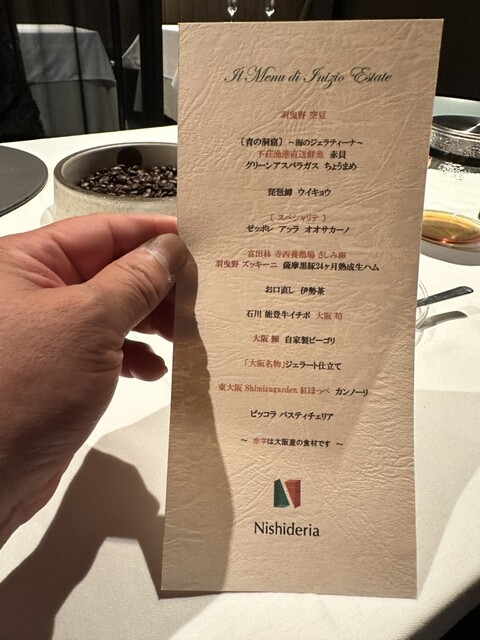 Il Menu di Inizio Estate
羽曳野 空豆
〔青の洞窟〕～海のジェラティーナ～
下荘漁港直送鮮魚 赤貝
グリーンアスパラガス ちょうまめ
琵琶鱒 ウイキョウ
〔 スペシャリテ 〕
ゼッポレ アッラ オオサカーノ
富田林 寺西養鶏場 さしみ卵
羽曳野 ズッキーニ 薩摩黒豚24ヶ月熟成生ハム
お口直し 伊勢茶
石川 能登牛イチボ 大阪 筍
大阪 自家製ビーゴリ
「大阪名物」ジェラート仕立て
東大阪 Shimizugarden 紅ほっぺ カンノーリ
ピッコラ パスティチェリア
～ 赤字は大阪産の食材です ～
Nishideria